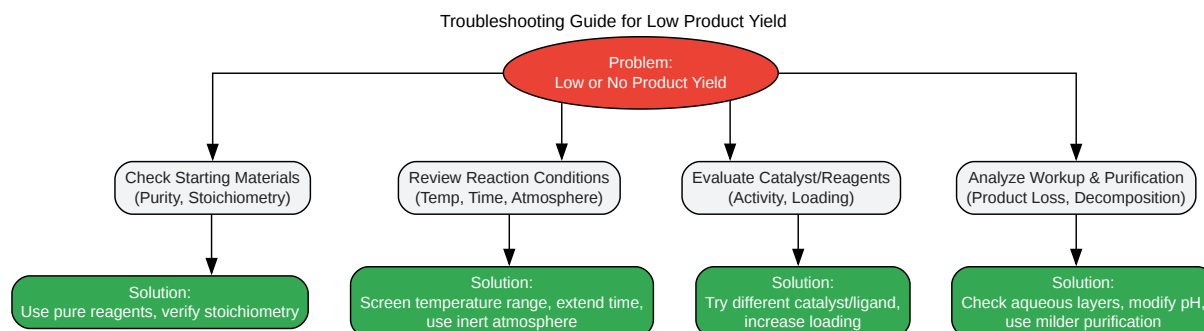 Troubleshooting Guide for Low Product Yield
Problem:
Low or No Product Yield
Check Starting Materials
(Purity, Stoichiometry)
Review Reaction Conditions
(Temp, Time, Atmosphere)
Evaluate Catalyst/Reagents
(Activity, Loading)
Analyze Workup & Purification
(Product Loss, Decomposition)
Solution:
Use pure reagents, verify stoichiometry
Solution:
Screen temperature range, extend time,
use inert atmosphere
Solution:
Try different catalyst/ligand,
increase loading
Solution:
Check aqueous layers, modify pH,
use milder purification